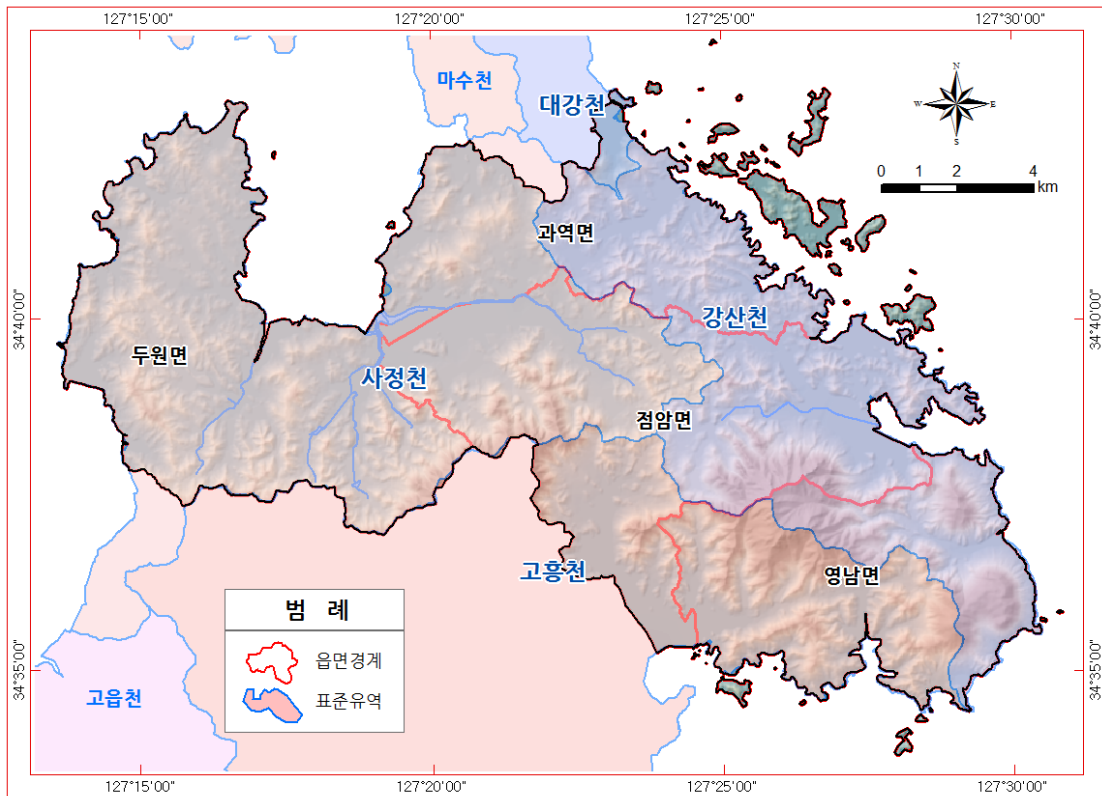 127°15'00" 127°20'00" 127°25'00" 127°30'00"
마수천
대강천
N
W E
S
0 1 2 4
km
과역면
34°40'00" 34°40'00"
강산천
두원면
사정천
점암면
고흥천
영남면
범 례
읍면경계
표준유역
고읍천
34°35'00" 34°35'00"
127°15'00" 127°20'00" 127°25'00" 127°30'00"